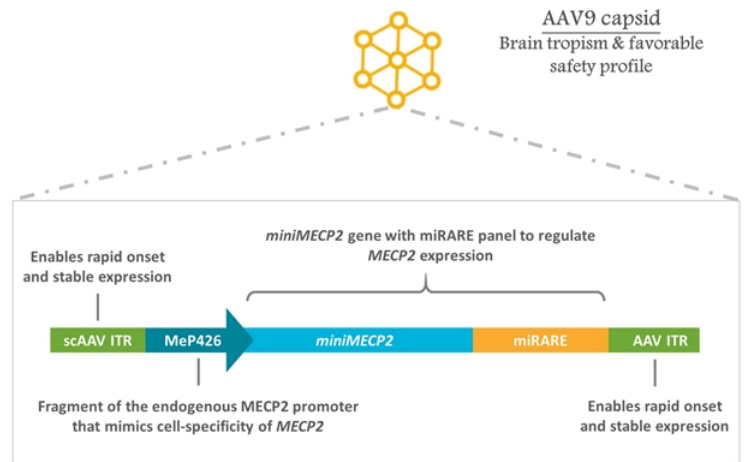 AAV9 capsid
Brain tropism & favorable
safety profile
miniMECP2 gene with miRARE panel to regulate
MECP2 expression
Enables rapid onset
and stable expression
scAAV ITR
MeP426
miniMECP2
miRARE
AAV ITR
Fragment of the endogenous MECP2 promoter
that mimics cell-specificity of MECP2
Enables rapid onset
and stable expression